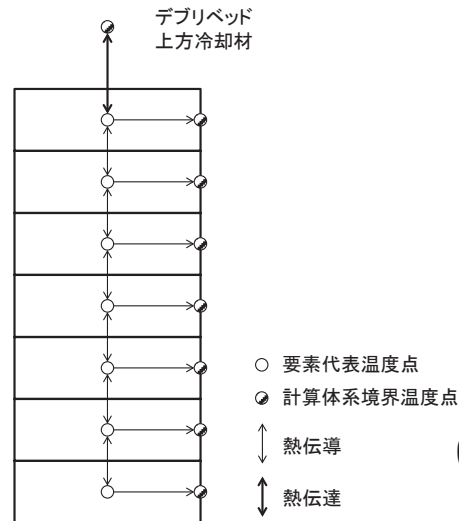 デブリベッド
上方冷却材
要素代表温度点
計算体系境界温度点
熱伝導
熱伝達